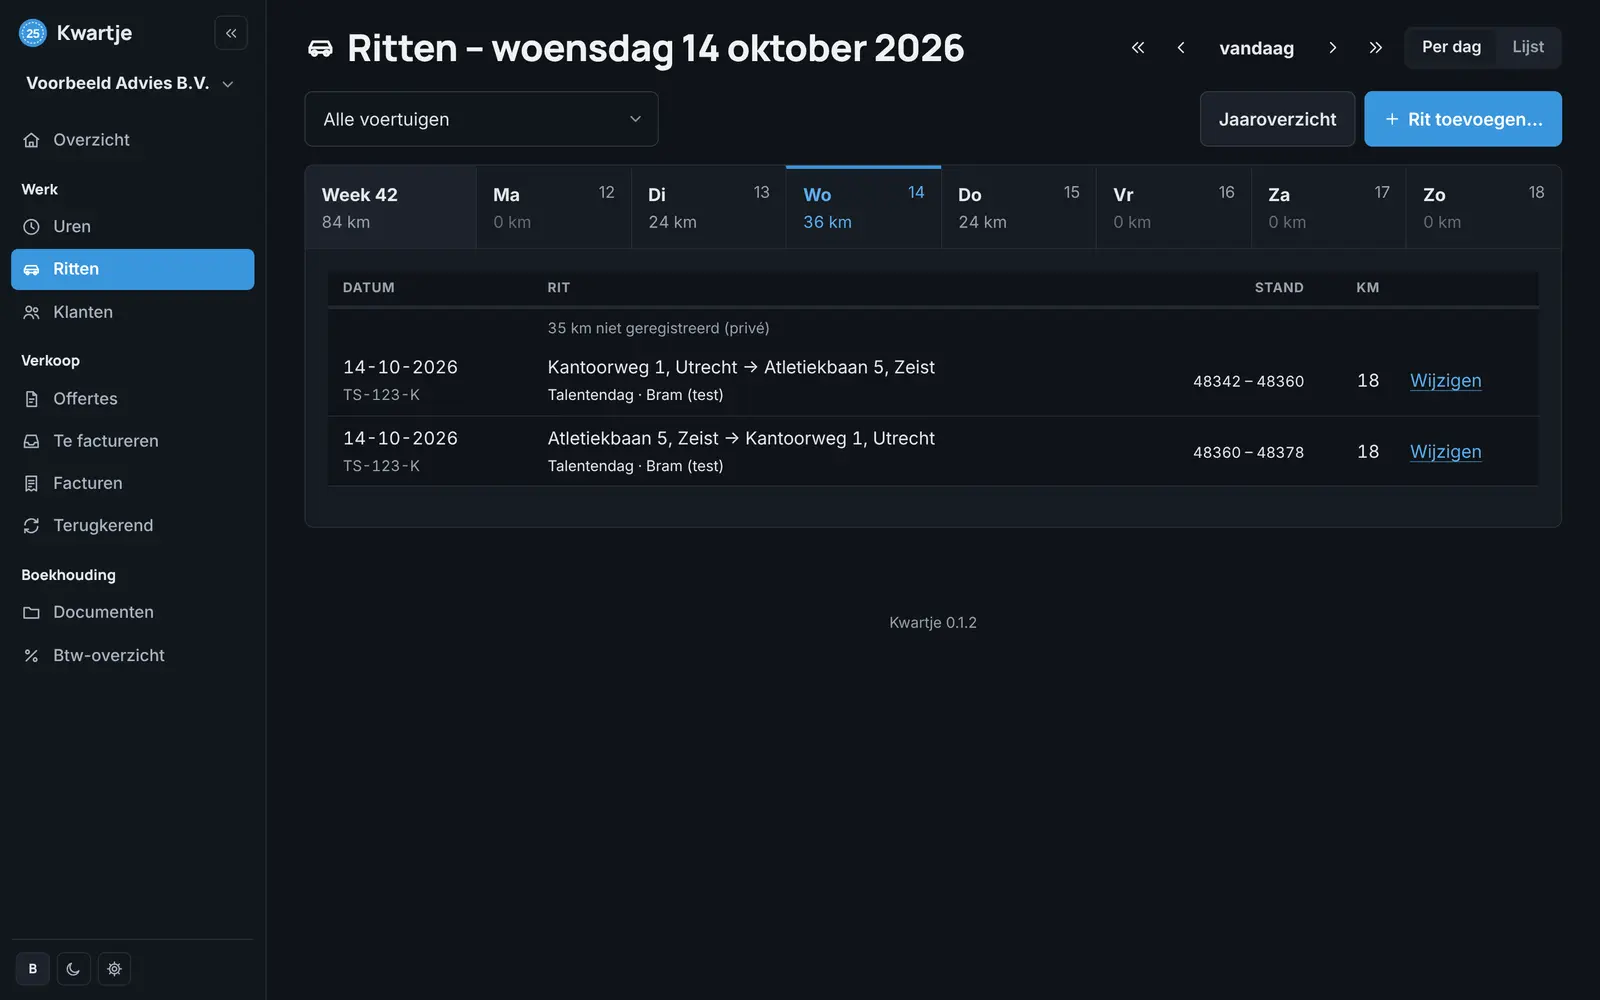 25 Kwartje
Voorbeeld Advies B.V.
Overzicht
Werk
Uren
Ritten
Klanten
Verkoop
Offertes
Te factureren
Facturen
Terugkerend
Boekhouding
Documenten
Btw-overzicht
B
Ritten – woensdag 14 oktober 2026
vandaag
Per dag Lijst
Alle voertuigen
Jaaroverzicht
+ Rit toevoegen...
Week 42 Ma 12 Di 13 Wo 14 Do 15 Vr 16 Za 17 Zo 18
84 km 0 km 24 km 36 km 24 km 0 km 0 km 0 km
DATUM RIT STAND KM
35 km niet geregistreerd (privé)
14-10-2026 Kantoorweg 1, Utrecht → Atletiekbaan 5, Zeist 48342 – 48360 18 Wijzigen
TS-123-K Talentendag · Bram (test)
14-10-2026 Atletiekbaan 5, Zeist → Kantoorweg 1, Utrecht 48360 – 48378 18 Wijzigen
TS-123-K Talentendag · Bram (test)
Kwartje 0.1.2